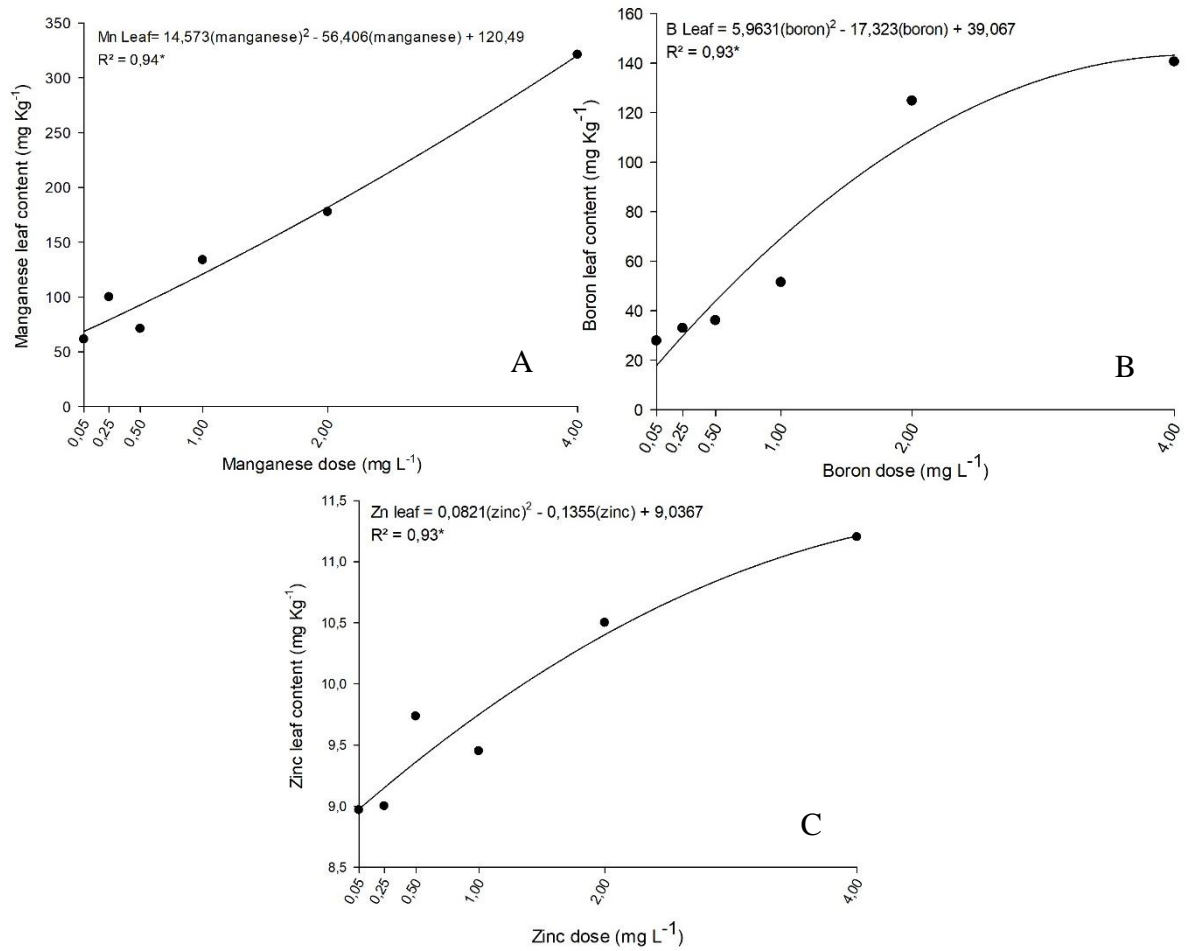 Mn Leaf= 14,573(manganese)² - 56,406(manganese) + 120,49
R² = 0,94*
Manganese leaf content (mg Kg⁻¹)
350
300
250
200
150
100
50
0
A
0,05
0,25
0,50
1,00
2,00
4,00
Manganese dose (mg L⁻¹)
B Leaf = 5,9631(boron)² - 17,323(boron) + 39,067
R² = 0,93*
Boron leaf content (mg Kg⁻¹)
160
140
120
100
80
60
40
20
0
B
0,05
0,25
0,50
1,00
2,00
4,00
Boron dose (mg L⁻¹)
Zn leaf = 0,0821(zinc)² - 0,1355(zinc) + 9,0367
R² = 0,93*
Zinc leaf content (mg Kg⁻¹)
11,5
11,0
10,5
10,0
9,5
9,0
8,5
C
0,05
0,25
0,50
1,00
2,00
4,00
Zinc dose (mg L⁻¹)